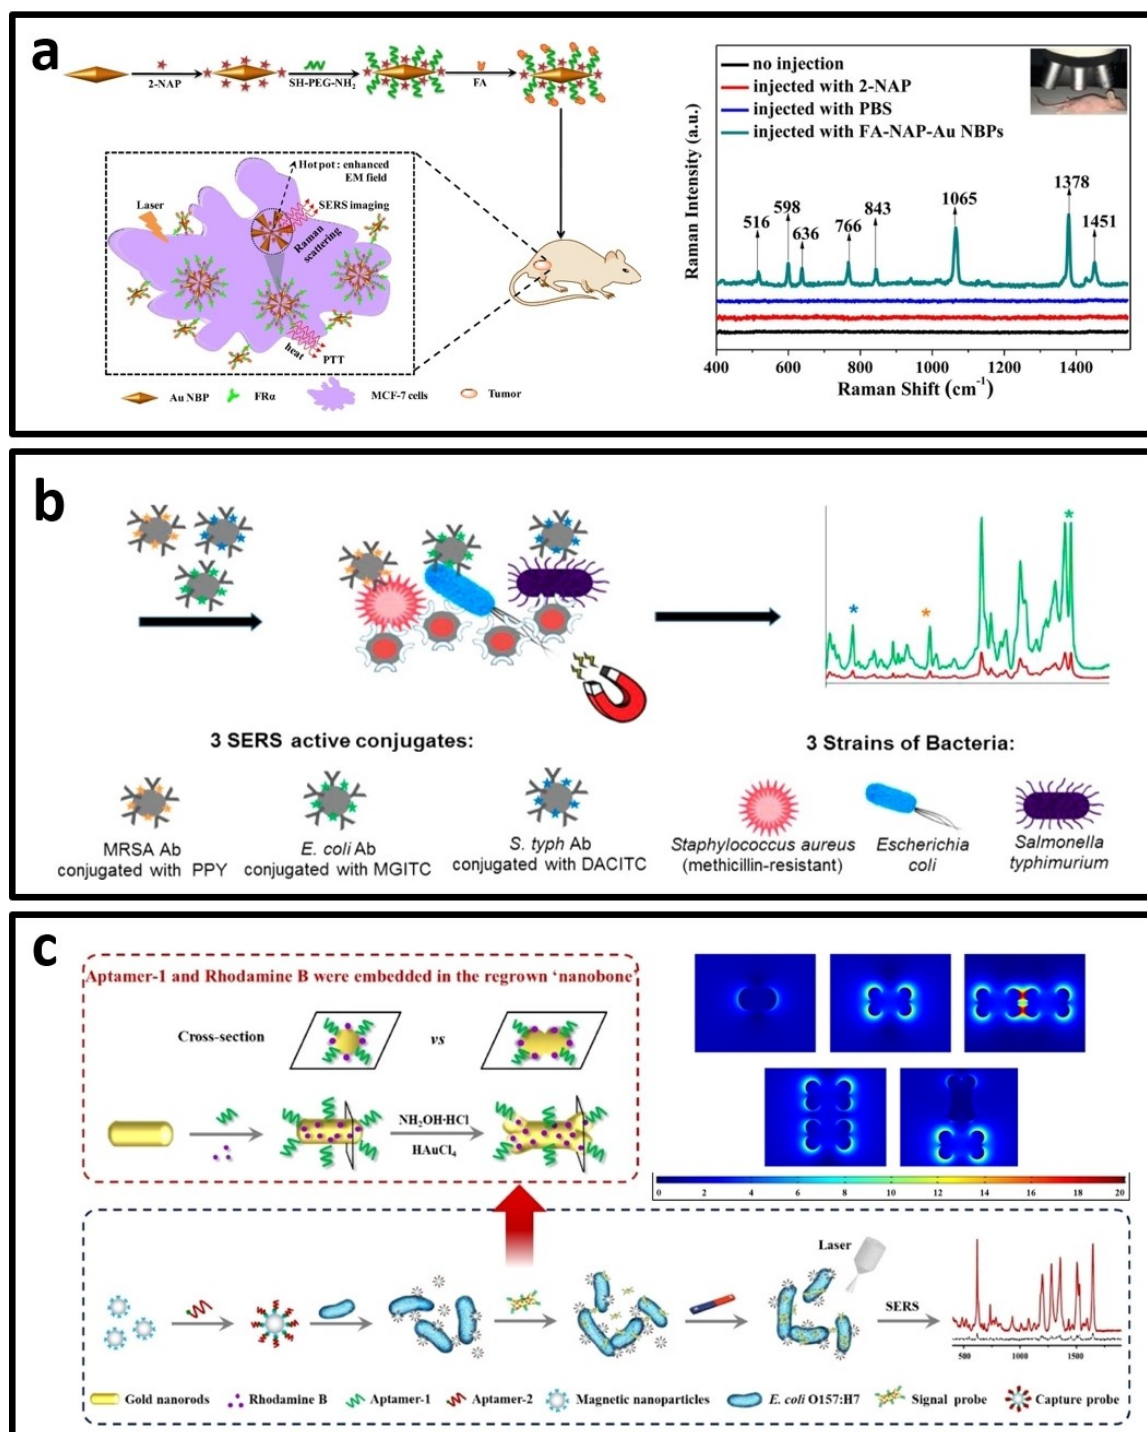 a
2-NAP
SH-PEG-NH2
FA
Hot pot : enhanced
EM field
Laser
SERS imaging
Raman
scattering
heat
PTT
Au NBP
FRα
MCF-7 cells
Tumor
no injection
injected with 2-NAP
injected with PBS
injected with FA-NAP-Au NBPs
Raman Intensity (a.u.)
516
598
636
766
843
1065
1378
1451
400
600
800
1000
1200
1400
Raman Shift (cm-1)
b
*
*
*
3 SERS active conjugates:
3 Strains of Bacteria:
MRSA Ab
conjugated with PPY
E. coli Ab
conjugated with MGITC
S. typh Ab
conjugated with DACITC
Staphylococcus aureus
(methicillin-resistant)
Escherichia
coli
Salmonella
typhimurium
c
Aptamer-1 and Rhodamine B were embedded in the regrown ‘nanobone’
Cross-section
vs
NH2OH·HCl
HAuCl4
0 2 4 6 8 10 12 14 16 18 20
Laser
SERS
500
1000
1500
Gold nanorods
Rhodamine B
Aptamer-1
Aptamer-2
Magnetic nanoparticles
E. coli O157:H7
Signal probe
Capture probe